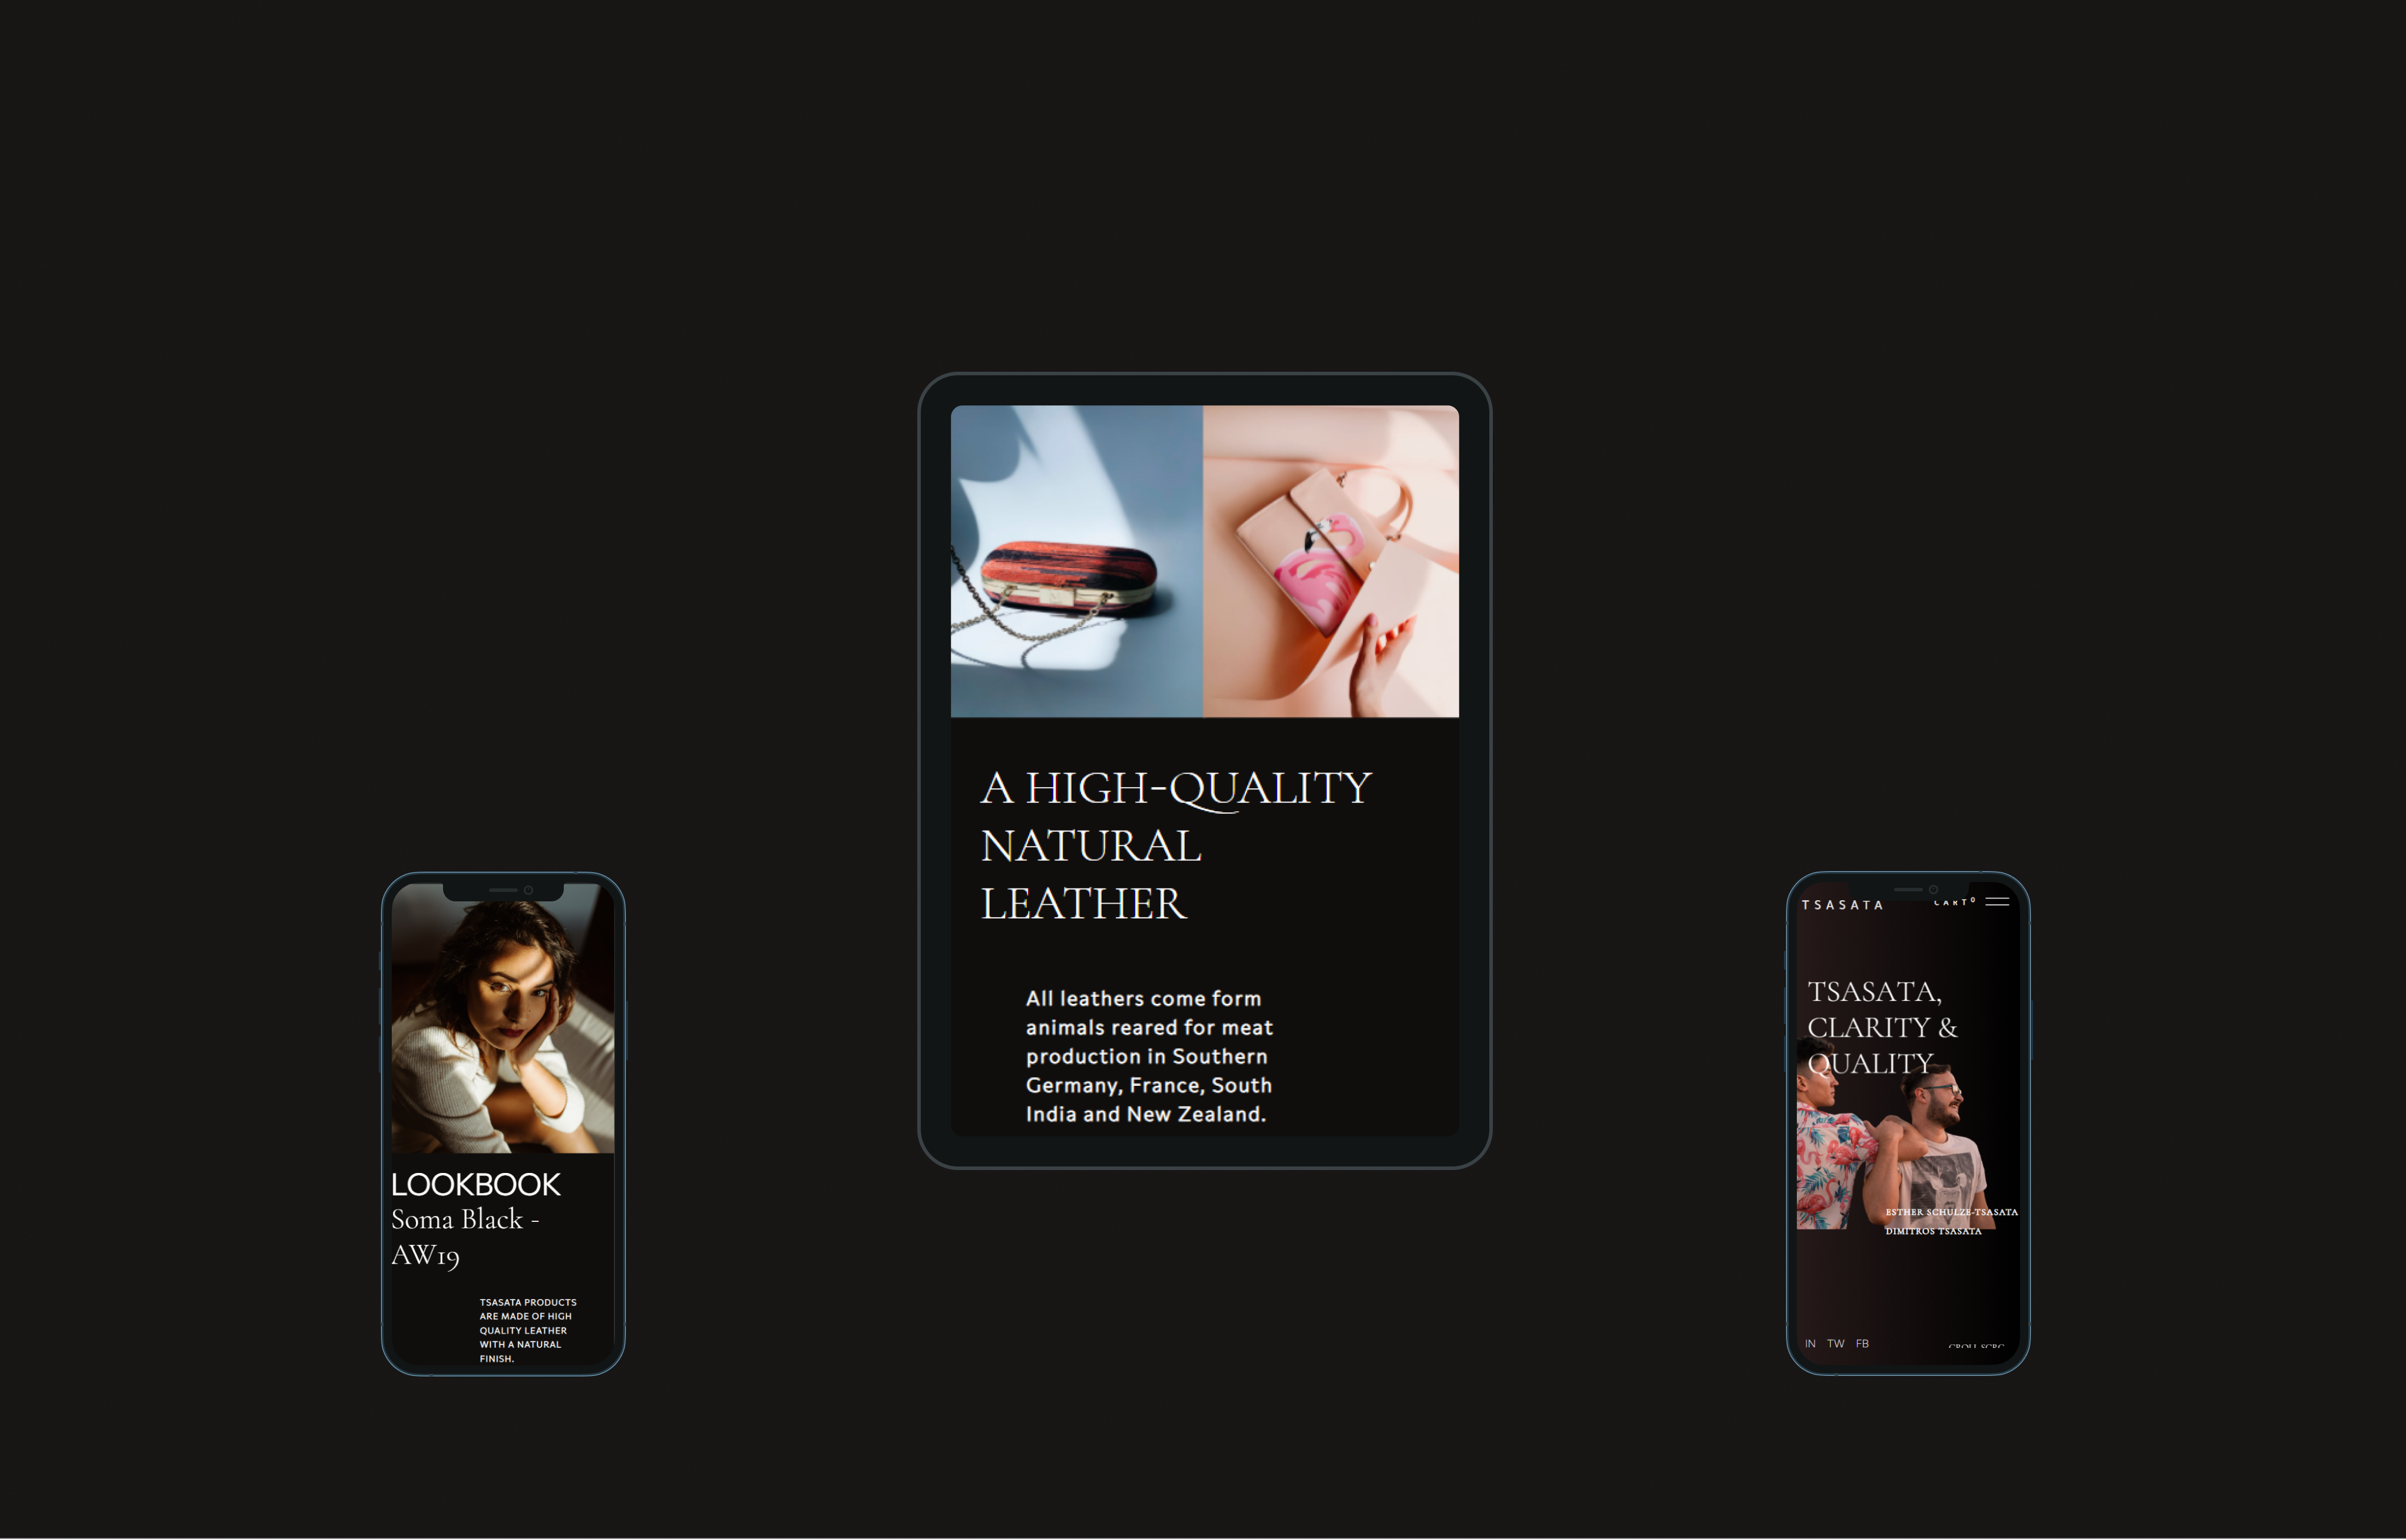 LOOKBOOK
Soma Black -
AW19
TSASATA PRODUCTS
ARE MADE OF HIGH
QUALITY LEATHER
WITH A NATURAL
FINISH.
A HIGH-QUALITY
NATURAL
LEATHER
All leathers come form
animals reared for meat
production in Southern
Germany, France, South
India and New Zealand.
TSASATA
CART 0
TSASATA,
CLARITY &
QUALITY
ESTHER SCHULZE-TSASATA
DIMITROS TSASATA
IN TW FB